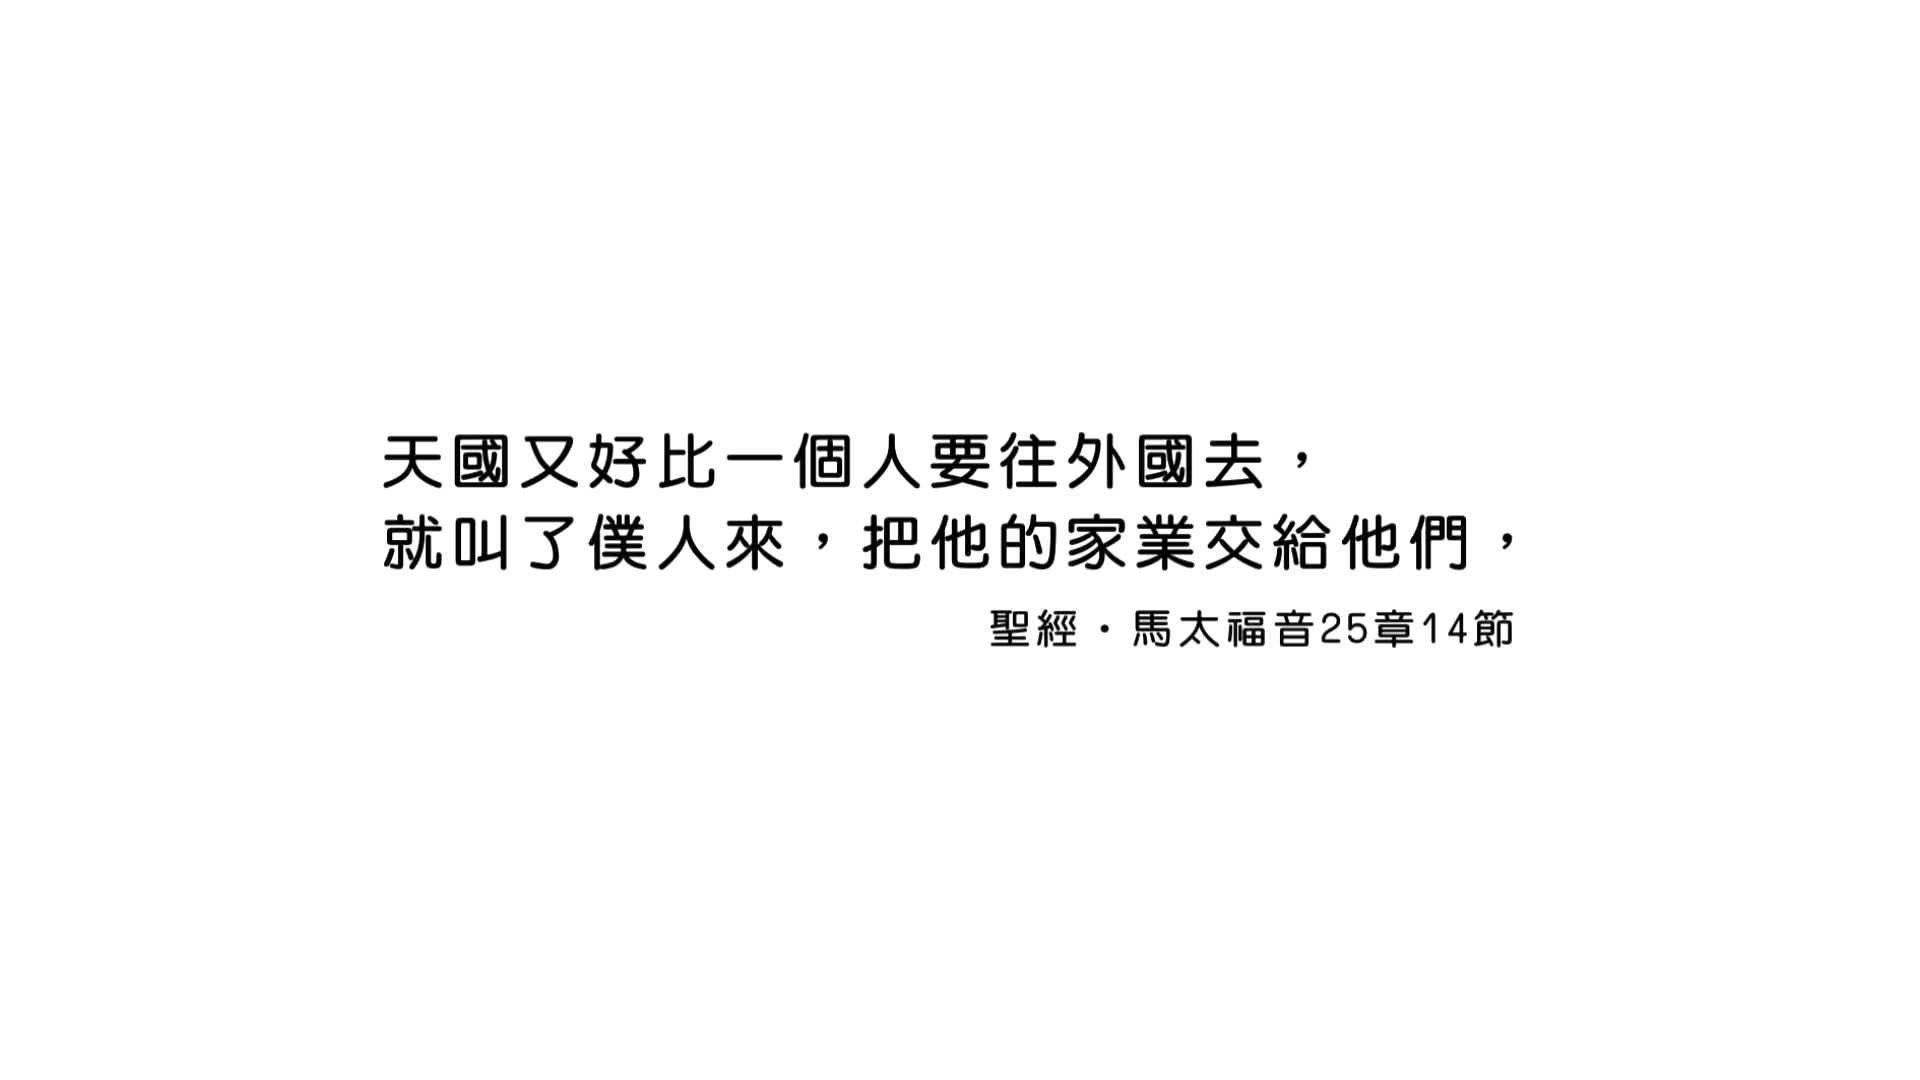 天國又好比一個人要往外國去，
就叫了僕人來，把他的家業交給他們，
聖經・馬太福音25章14節